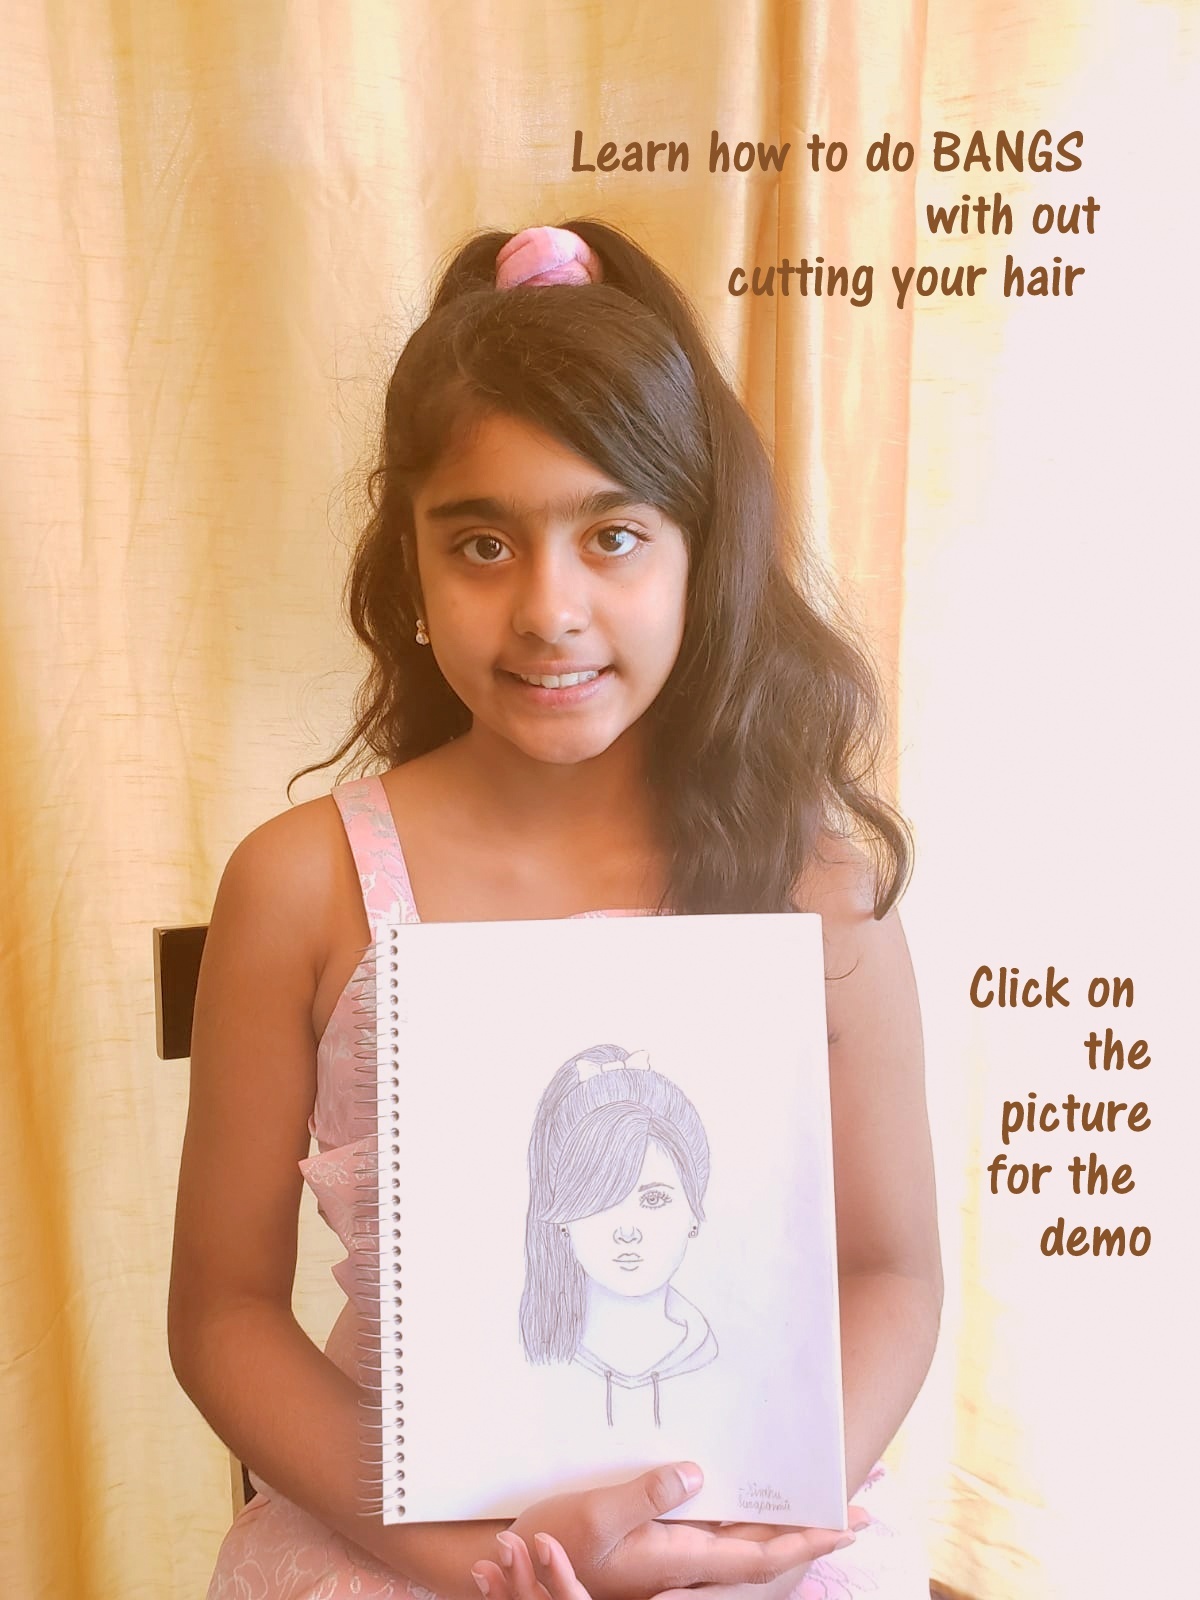 Learn how to do BANGS
with out
cutting your hair
Click on
the
picture
for the
demo